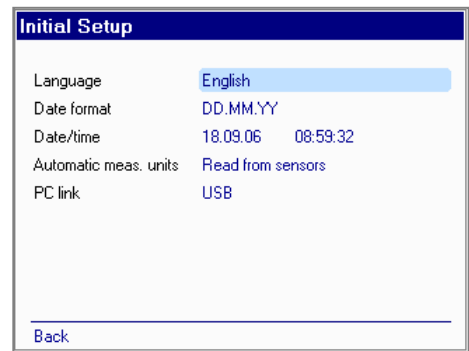 Initial Setup
Language English
Date format DD.MM.YY
Date/time 18.09.06 08:59:32
Automatic meas. units Read from sensors
PC link USB
Back